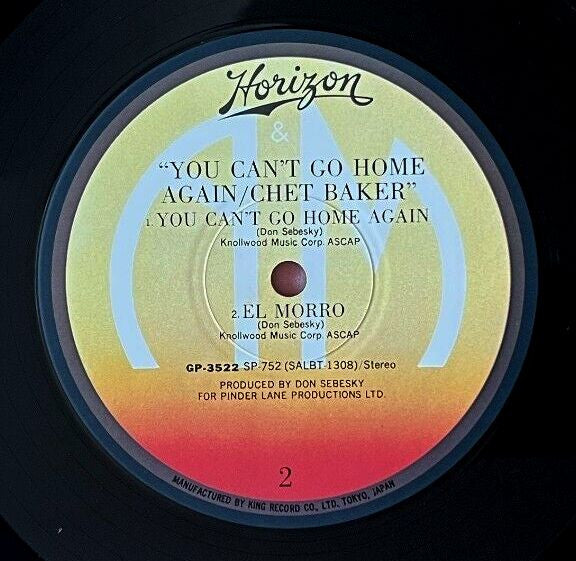 Horizon
&
"YOU CAN'T GO HOME
AGAIN/CHET BAKER"
1. YOU CAN'T GO HOME AGAIN
(Don Sebesky)
Knollwood Music Corp. ASCAP
2. EL MORRO
(Don Sebesky)
Knollwood Music Corp. ASCAP
GP-3522 SP-752 (SALBT-1308)/Stereo
PRODUCED BY DON SEBESKY
FOR PINDER LANE PRODUCTIONS LTD.
2
MANUFACTURED BY KING RECORD CO., LTD. TOKYO, JAPAN
AM